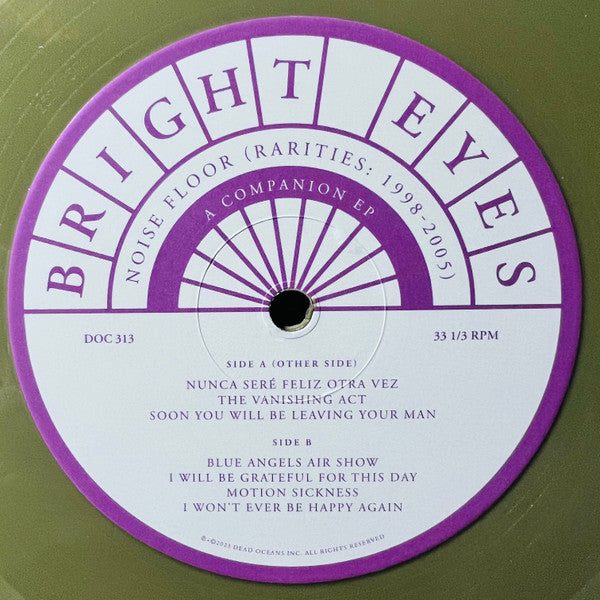 BRIGHT EYES
NOISE FLOOR (RARITIES: 1998-2005)
A COMPANION EP
DOC 313
33 1/3 RPM
SIDE A (OTHER SIDE)
NUNCA SERÉ FELIZ OTRA VEZ
THE VANISHING ACT
SOON YOU WILL BE LEAVING YOUR MAN
SIDE B
BLUE ANGELS AIR SHOW
I WILL BE GRATEFUL FOR THIS DAY
MOTION SICKNESS
I WON'T EVER BE HAPPY AGAIN
℗+©2023 DEAD OCEANS INC. ALL RIGHTS RESERVED